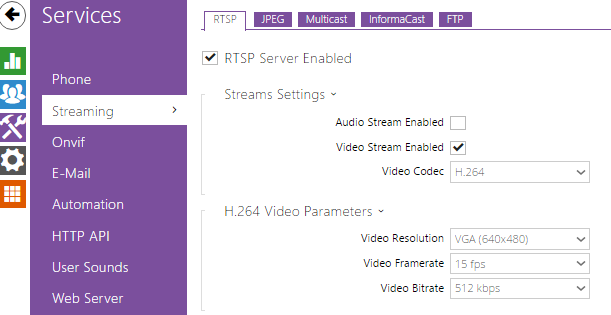 Services
RTSP JPEG Multicast InformaCast FTP
RTSP Server Enabled
Phone
Streaming
Onvif
E-Mail
Automation
HTTP API
User Sounds
Web Server
Streams Settings
Audio Stream Enabled
Video Stream Enabled
Video Codec H.264
H.264 Video Parameters
Video Resolution VGA (640x480)
Video Framerate 15 fps
Video Bitrate 512 kbps